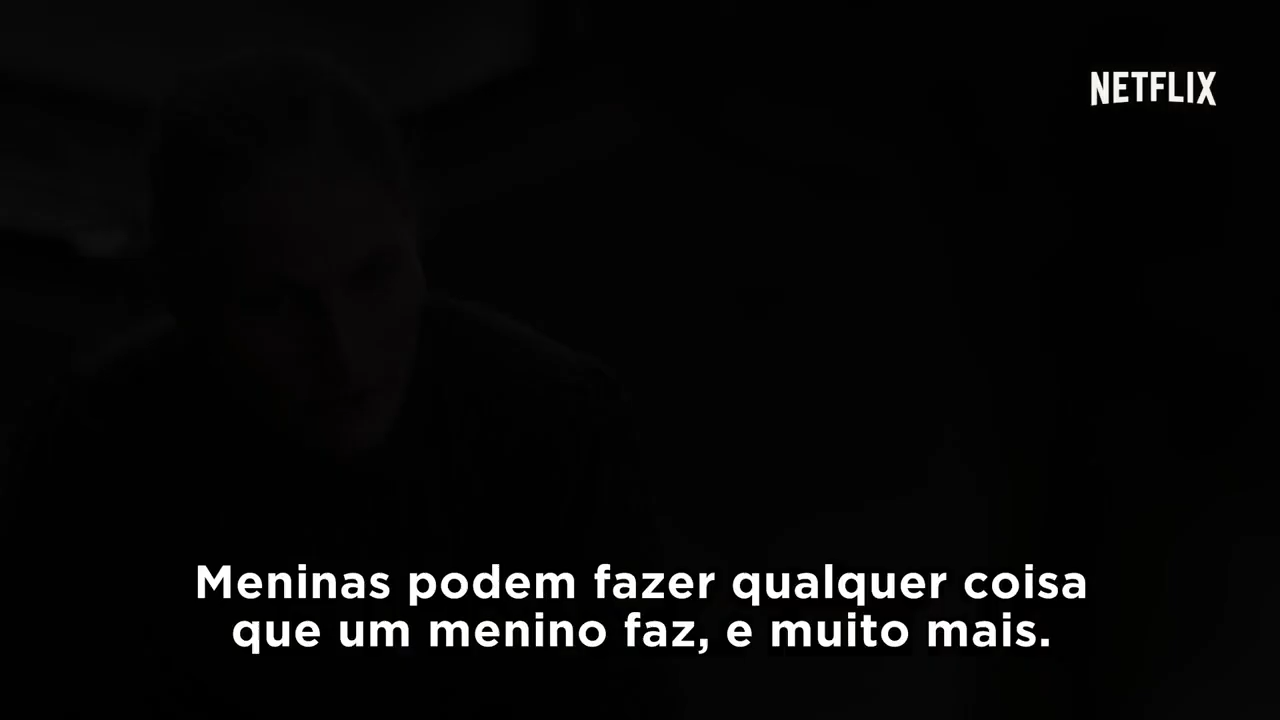 NETFLIX
Meninas podem fazer qualquer coisa
que um menino faz, e muito mais.